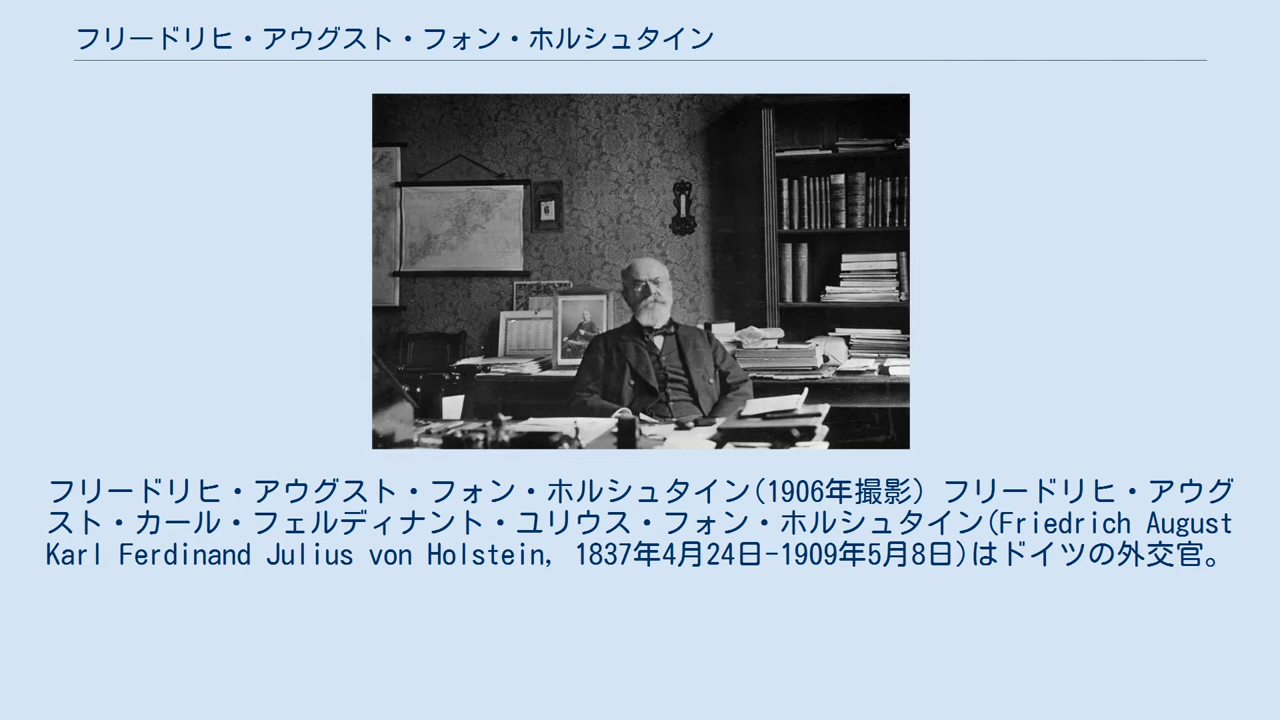 フリードリヒ・アウグスト・フォン・ホルシュタイン
6
フリードリヒ・アウグスト・フォン・ホルシュタイン(1906年撮影) フリードリヒ・アウグ
スト・カール・フェルディナント・ユリウス・フォン・ホルシュタイン(Friedrich August
Karl Ferdinand Julius von Holstein, 1837年4月24日-1909年5月8日)はドイツの外交官。